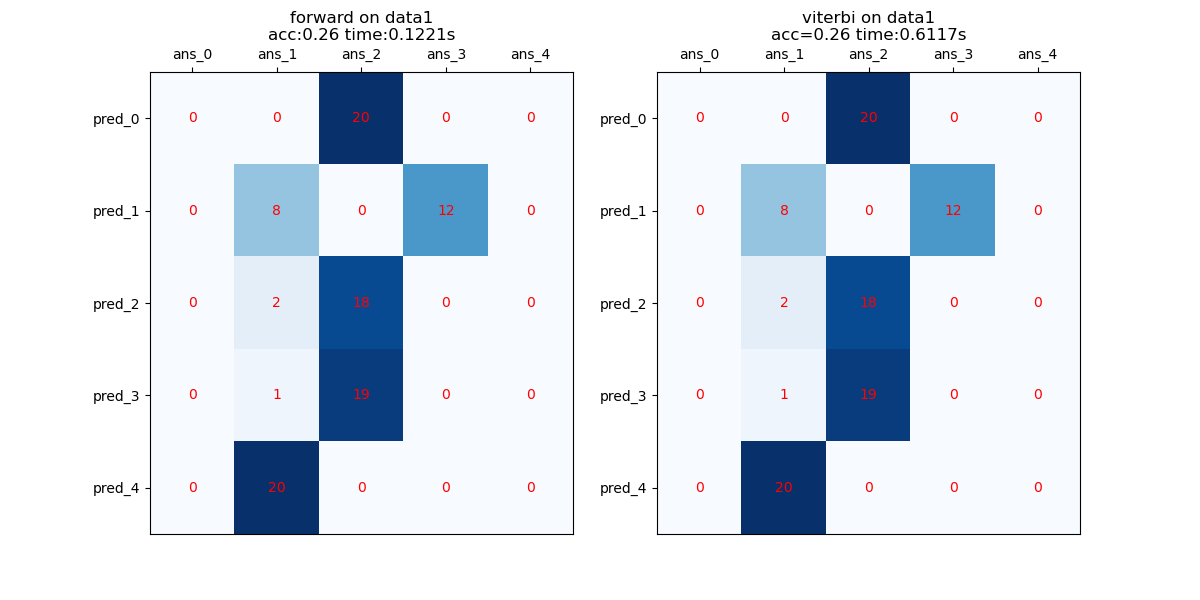 forward on data1
acc:0.26 time:0.1221s
ans_0 ans_1 ans_2 ans_3 ans_4
pred_0 0 0 20 0 0
pred_1 0 8 0 12 0
pred_2 0 2 18 0 0
pred_3 0 1 19 0 0
pred_4 0 20 0 0 0
viterbi on data1
acc=0.26 time:0.6117s
ans_0 ans_1 ans_2 ans_3 ans_4
pred_0 0 0 20 0 0
pred_1 0 8 0 12 0
pred_2 0 2 18 0 0
pred_3 0 1 19 0 0
pred_4 0 20 0 0 0